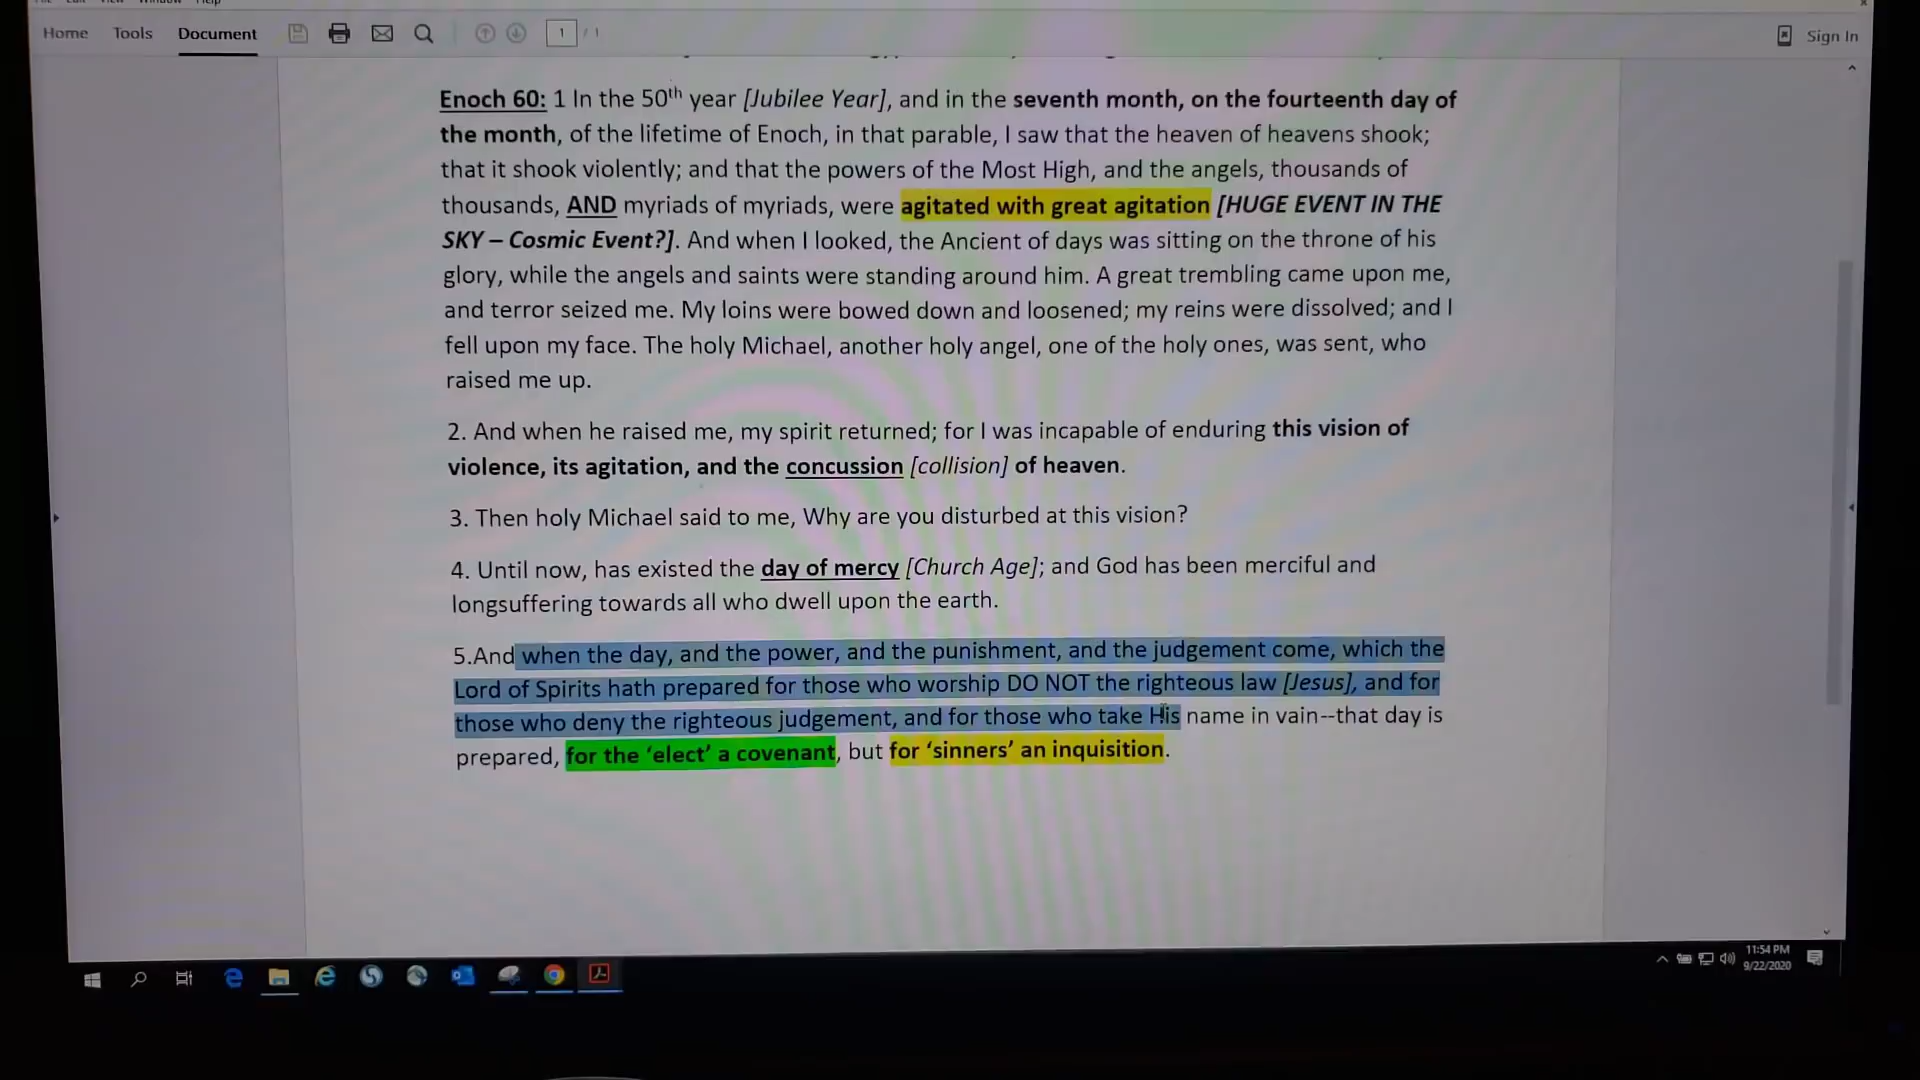 Home Tools Document 1 / 1 Sign In
Enoch 60: 1 In the 50th year [Jubilee Year], and in the seventh month, on the fourteenth day of
the month, of the lifetime of Enoch, in that parable, I saw that the heaven of heavens shook;
that it shook violently; and that the powers of the Most High, and the angels, thousands of
thousands, AND myriads of myriads, were agitated with great agitation [HUGE EVENT IN THE
SKY – Cosmic Event?]. And when I looked, the Ancient of days was sitting on the throne of his
glory, while the angels and saints were standing around him. A great trembling came upon me,
and terror seized me. My loins were bowed down and loosened; my reins were dissolved; and I
fell upon my face. The holy Michael, another holy angel, one of the holy ones, was sent, who
raised me up.
2. And when he raised me, my spirit returned; for I was incapable of enduring this vision of
violence, its agitation, and the concussion [collision] of heaven.
3. Then holy Michael said to me, Why are you disturbed at this vision?
4. Until now, has existed the day of mercy [Church Age]; and God has been merciful and
longsuffering towards all who dwell upon the earth.
5.And when the day, and the power, and the punishment, and the judgement come, which the
Lord of Spirits hath prepared for those who worship DO NOT the righteous law [Jesus], and for
those who deny the righteous judgement, and for those who take His name in vain--that day is
prepared, for the ‘elect’ a covenant, but for ‘sinners’ an inquisition.
11:54 PM
9/22/2020